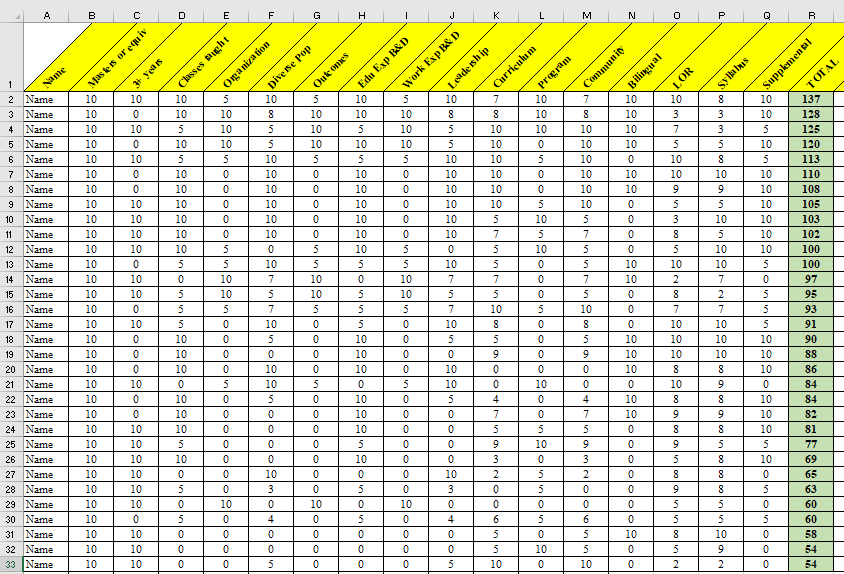 A B C D E F G H I J K L M N O P Q R
1 Name Masters or equiv 3+ years Classes taught Organization Diverse Pop Outcomes Edu Exp B&D Work Exp B&D Leadership Curriculum Program Community Bilingual LOR Syllabus Supplemental TOTAL
2 Name 10 10 10 5 10 5 10 5 10 7 10 7 10 10 8 10 137
3 Name 10 0 10 10 8 10 10 10 8 8 10 8 10 3 3 10 128
4 Name 10 10 5 10 5 10 5 10 5 10 10 10 10 7 3 5 125
5 Name 10 0 10 10 5 10 10 10 5 10 0 10 10 5 5 10 120
6 Name 10 10 5 5 10 5 5 5 10 10 5 10 0 10 8 5 113
7 Name 10 0 10 0 10 0 10 0 10 10 0 10 10 10 10 10 110
8 Name 10 0 10 0 10 0 10 0 10 10 0 10 10 9 9 10 108
9 Name 10 10 10 0 10 0 10 0 10 10 5 10 0 5 5 10 105
10 Name 10 10 10 0 10 0 10 0 10 5 10 5 0 3 10 10 103
11 Name 10 10 10 0 10 0 10 0 10 7 5 7 0 8 5 10 102
12 Name 10 10 10 5 0 5 10 5 0 5 10 5 0 5 10 10 100
13 Name 10 0 5 5 10 5 5 5 10 5 0 5 10 10 10 5 100
14 Name 10 10 0 10 7 10 0 10 7 7 0 7 10 2 7 0 97
15 Name 10 10 5 10 5 10 5 10 5 5 0 5 0 8 2 5 95
16 Name 10 0 5 5 7 5 5 5 7 10 5 10 0 7 7 5 93
17 Name 10 10 5 0 10 0 5 0 10 8 0 8 0 10 10 5 91
18 Name 10 0 10 0 5 0 10 0 5 5 0 5 10 10 10 10 90
19 Name 10 0 10 0 0 0 10 0 0 9 0 9 10 10 10 10 88
20 Name 10 0 10 0 10 0 10 0 10 0 0 0 10 8 8 10 86
21 Name 10 10 0 5 10 5 0 5 10 0 10 0 0 10 9 0 84
22 Name 10 0 10 0 5 0 10 0 5 4 0 4 10 8 8 10 84
23 Name 10 0 10 0 0 0 10 0 0 7 0 7 10 9 9 10 82
24 Name 10 10 10 0 0 0 10 0 0 5 5 5 0 8 8 10 81
25 Name 10 10 5 0 0 0 5 0 0 9 10 9 0 9 5 5 77
26 Name 10 10 10 0 0 0 10 0 0 3 0 3 0 5 8 10 69
27 Name 10 10 0 0 10 0 0 0 10 2 5 2 0 8 8 0 65
28 Name 10 10 5 0 3 0 5 0 3 0 5 0 0 9 8 5 63
29 Name 10 10 0 10 0 10 0 10 0 0 0 0 0 5 5 0 60
30 Name 10 0 5 0 4 0 5 0 4 6 5 6 0 5 5 5 60
31 Name 10 10 0 0 0 0 0 0 0 5 0 5 10 8 10 0 58
32 Name 10 10 0 0 0 0 0 0 0 5 10 5 0 5 9 0 54
33 Name 10 10 0 0 5 0 0 0 5 10 0 10 0 2 2 0 54